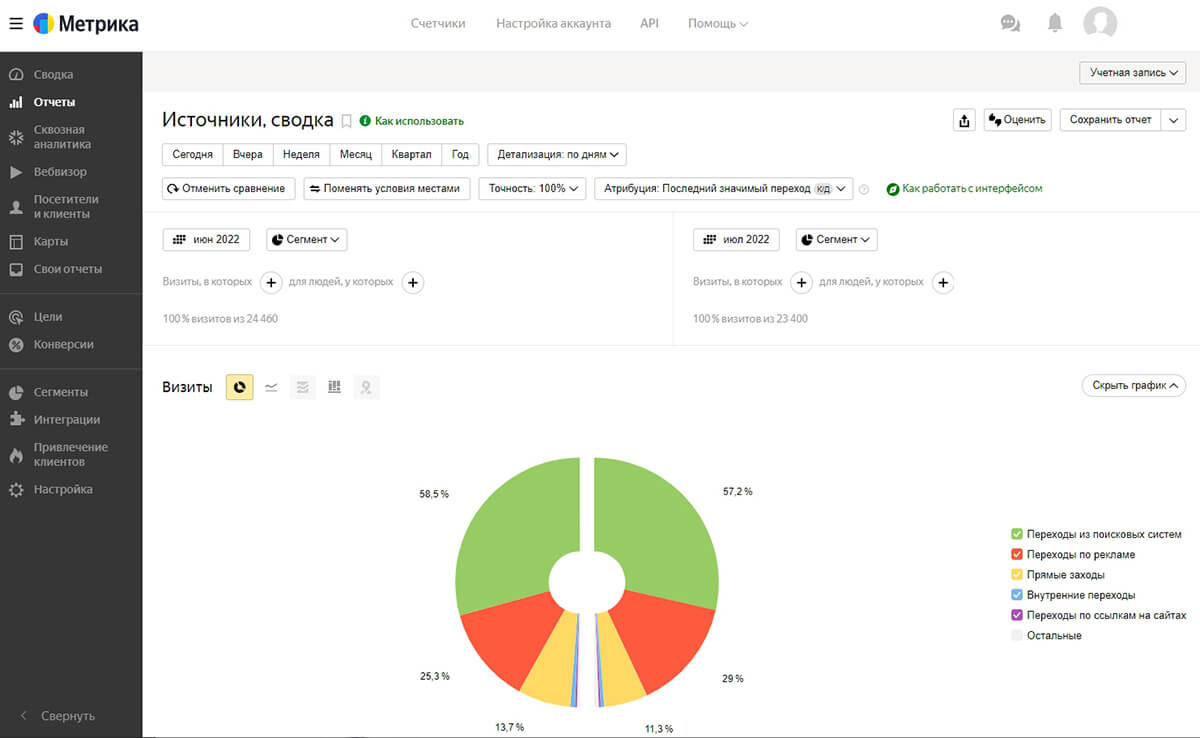 Метрика
Счетчики
Настройка аккаунта
API
Помощь
Сводка
Отчеты
Сквозная
аналитика
Вебвизор
Посетители
и клиенты
Карты
Свои отчеты
Цели
Конверсии
Сегменты
Интеграции
Привлечение
клиентов
Настройка
Свернуть
Учетная запись
Источники, сводка
Как использовать
Оценить
Сохранить отчет
Сегодня
Вчера
Неделя
Месяц
Квартал
Год
Детализация: по дням
Отменить сравнение
Поменять условия местами
Точность: 100%
Атрибуция: Последний значимый переход к/д
Как работать с интерфейсом
июн 2022
Сегмент
Визиты, в которых + для людей, у которых +
100 % визитов из 24 460
июл 2022
Сегмент
Визиты, в которых + для людей, у которых +
100 % визитов из 23 400
Визиты
Скрыть график
58,5 %
57,2 %
25,3 %
29 %
13,7 %
11,3 %
Переходы из поисковых систем
Переходы по рекламе
Прямые заходы
Внутренние переходы
Переходы по ссылкам на сайтах
Остальные